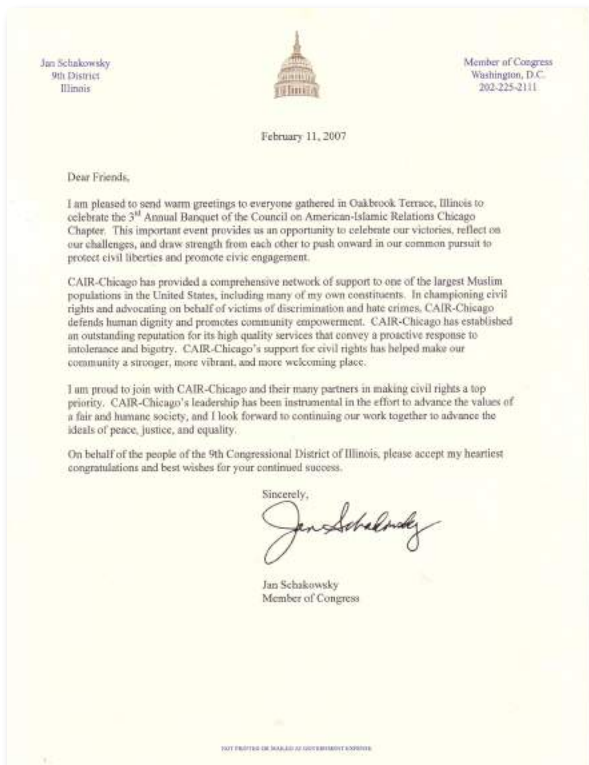 Jan Schakowsky
9th District
Illinois
Member of Congress
Washington, D.C.
202-225-2111
February 11, 2007
Dear Friends,
I am pleased to send warm greetings to everyone gathered in Oakbrook Terrace, Illinois to
celebrate the 3rd Annual Banquet of the Council on American-Islamic Relations Chicago
Chapter. This important event provides us an opportunity to celebrate our victories, reflect on
our challenges, and draw strength from each other to push onward in our common pursuit to
protect civil liberties and promote civic engagement.
CAIR-Chicago has provided a comprehensive network of support to one of the largest Muslim
populations in the United States, including many of my own constituents. In championing civil
rights and advocating on behalf of victims of discrimination and hate crimes, CAIR-Chicago
defends human dignity and promotes community empowerment. CAIR-Chicago has established
an outstanding reputation for its high quality services that convey a proactive response to
intolerance and bigotry. CAIR-Chicago's support for civil rights has helped make our
community a stronger, more vibrant, and more welcoming place.
I am proud to join with CAIR-Chicago and their many partners in making civil rights a top
priority. CAIR-Chicago's leadership has been instrumental in the effort to advance the values of
a fair and humane society, and I look forward to continuing our work together to advance the
ideals of peace, justice, and equality.
On behalf of the people of the 9th Congressional District of Illinois, please accept my heartiest
congratulations and best wishes for your continued success.
Sincerely,
Jan Schakowsky
Jan Schakowsky
Member of Congress
NOT PRINTED OR MAILED AT GOVERNMENT EXPENSE